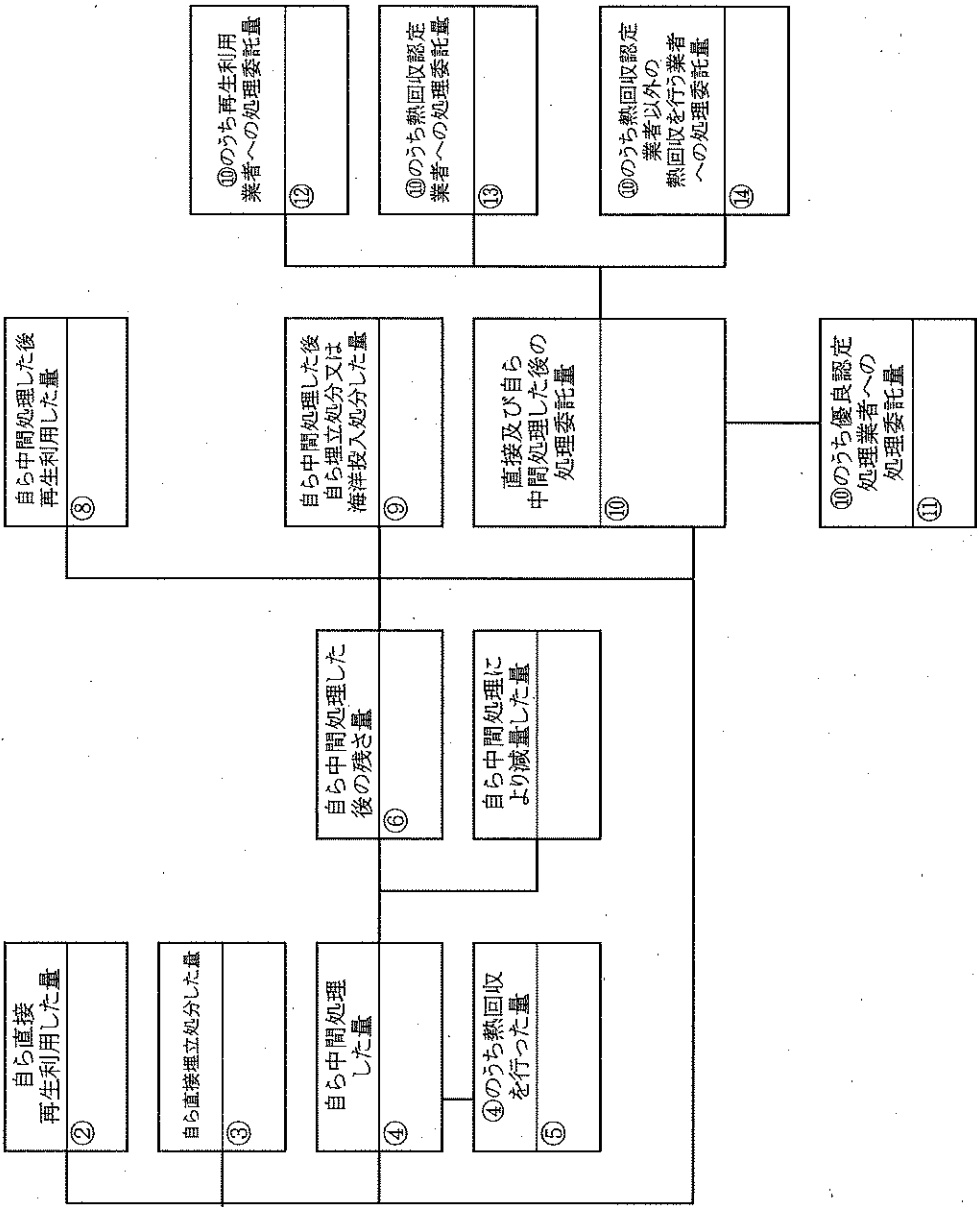 自ら直接
再生利用した量
②
自ら直接埋立処分した量
③
自ら中間処理
した量
④
④のうち熱回収
を行った量
⑤
自ら中間処理した
後の残さ量
⑥
自ら中間処理に
より減量した量
自ら中間処理した後
再生利用した量
⑧
自ら中間処理した後
自ら埋立処分又は
海洋投入処分した量
⑨
直接及び自ら
中間処理した後の
処理委託量
⑩
⑩のうち優良認定
処理業者への
処理委託量
⑪
⑩のうち再生利用
業者への処理委託量
⑫
⑩のうち熱回収認定
業者への処理委託量
⑬
⑩のうち熱回収認定
業者以外の
熱回収を行う業者
への処理委託量
⑭